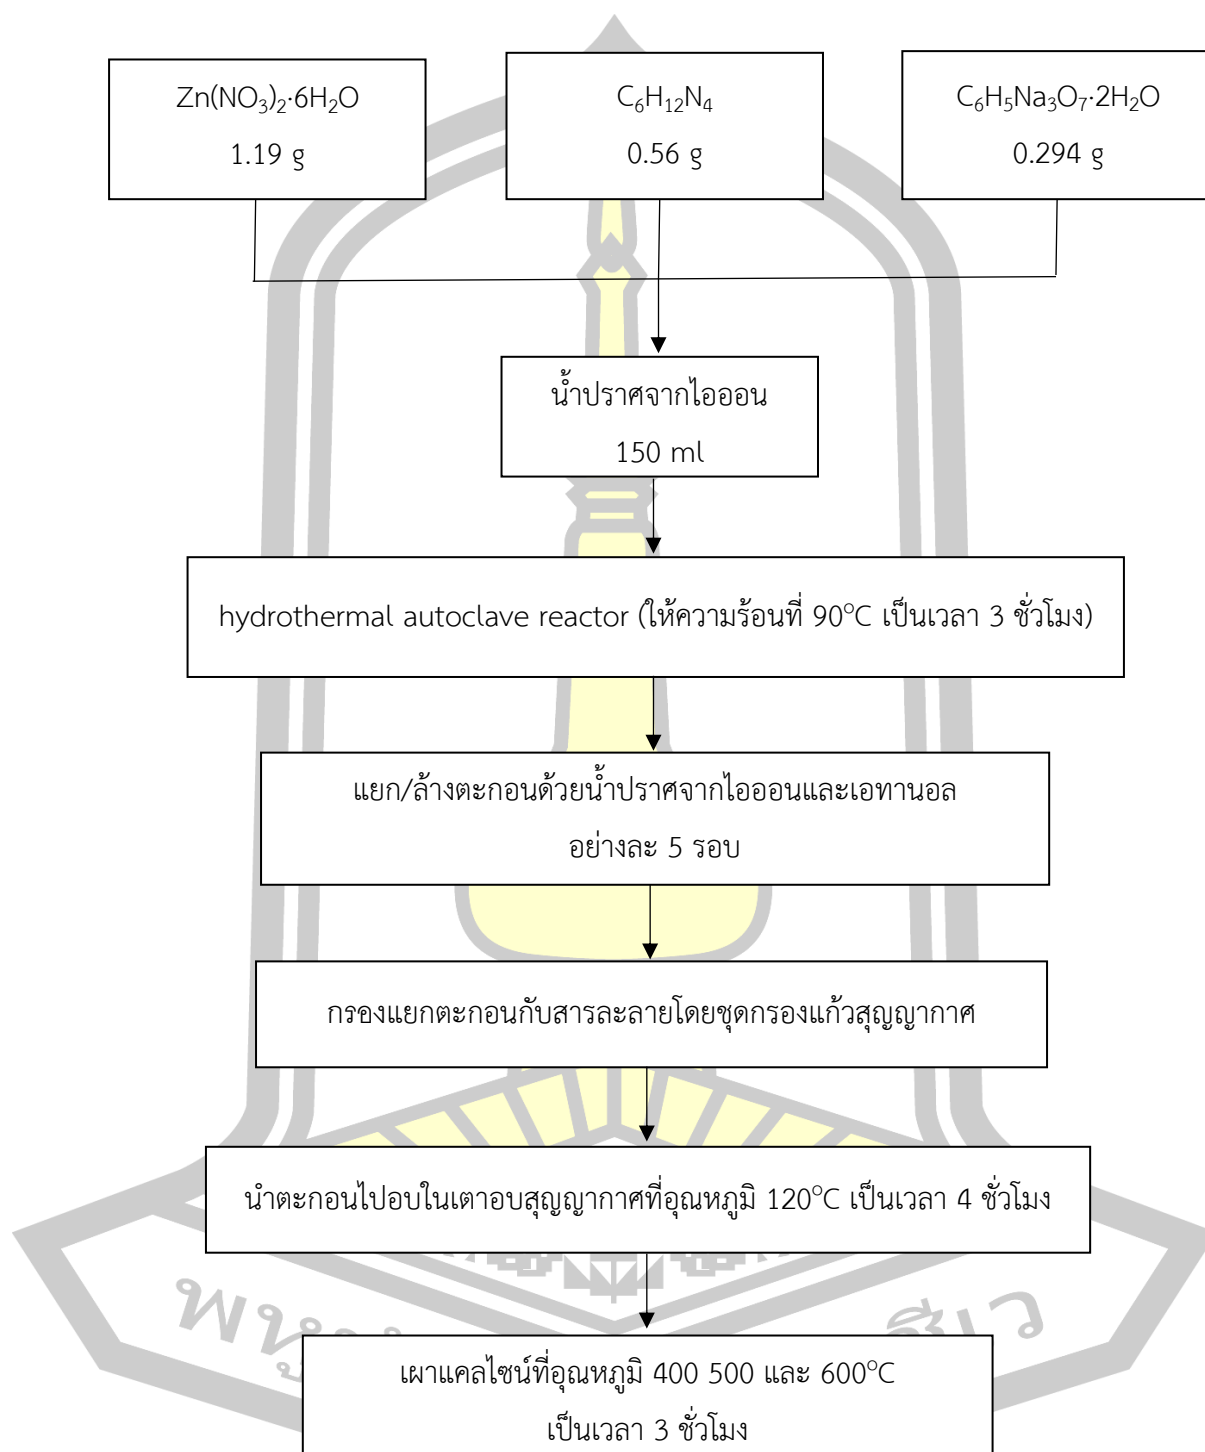 Zn(NO₃)₂·6H₂O
1.19 g
C₆H₁₂N₄
0.56 g
C₆H₅Na₃O₇·2H₂O
0.294 g
น้ำปราศจากไอออน
150 ml
hydrothermal autoclave reactor (ให้ความร้อนที่ 90°C เป็นเวลา 3 ชั่วโมง)
แยก/ล้างตะกอนด้วยน้ำปราศจากไอออนและเอทานอล
อย่างละ 5 รอบ
กรองแยกตะกอนกับสารละลายโดยชุดกรองแก้วสุญญากาศ
นำตะกอนไปอบในเตาอบสุญญากาศที่อุณหภูมิ 120°C เป็นเวลา 4 ชั่วโมง
เผาแคลไซน์ที่อุณหภูมิ 400 500 และ 600°C
เป็นเวลา 3 ชั่วโมง